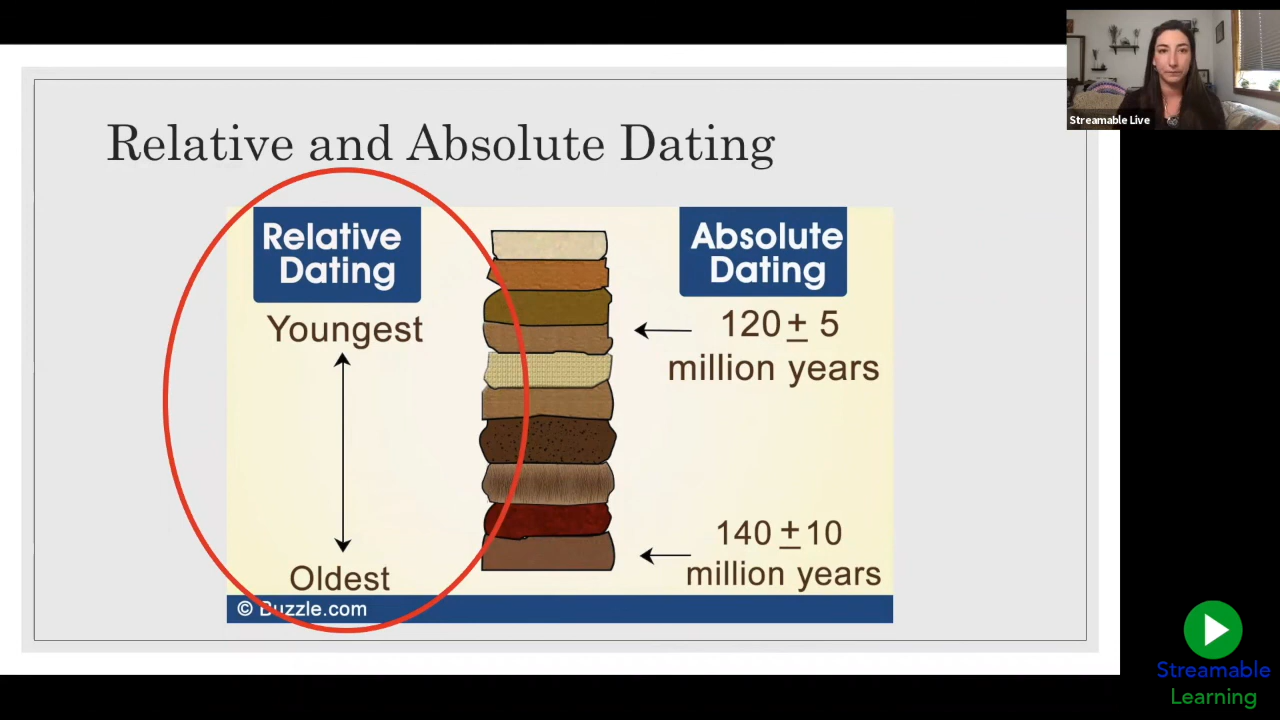 Streamable Live
Relative and Absolute Dating
Relative
Dating
Youngest
Oldest
Absolute
Dating
120 ± 5
million years
140 ± 10
million years
© Buzzle.com
Streamable
Learning